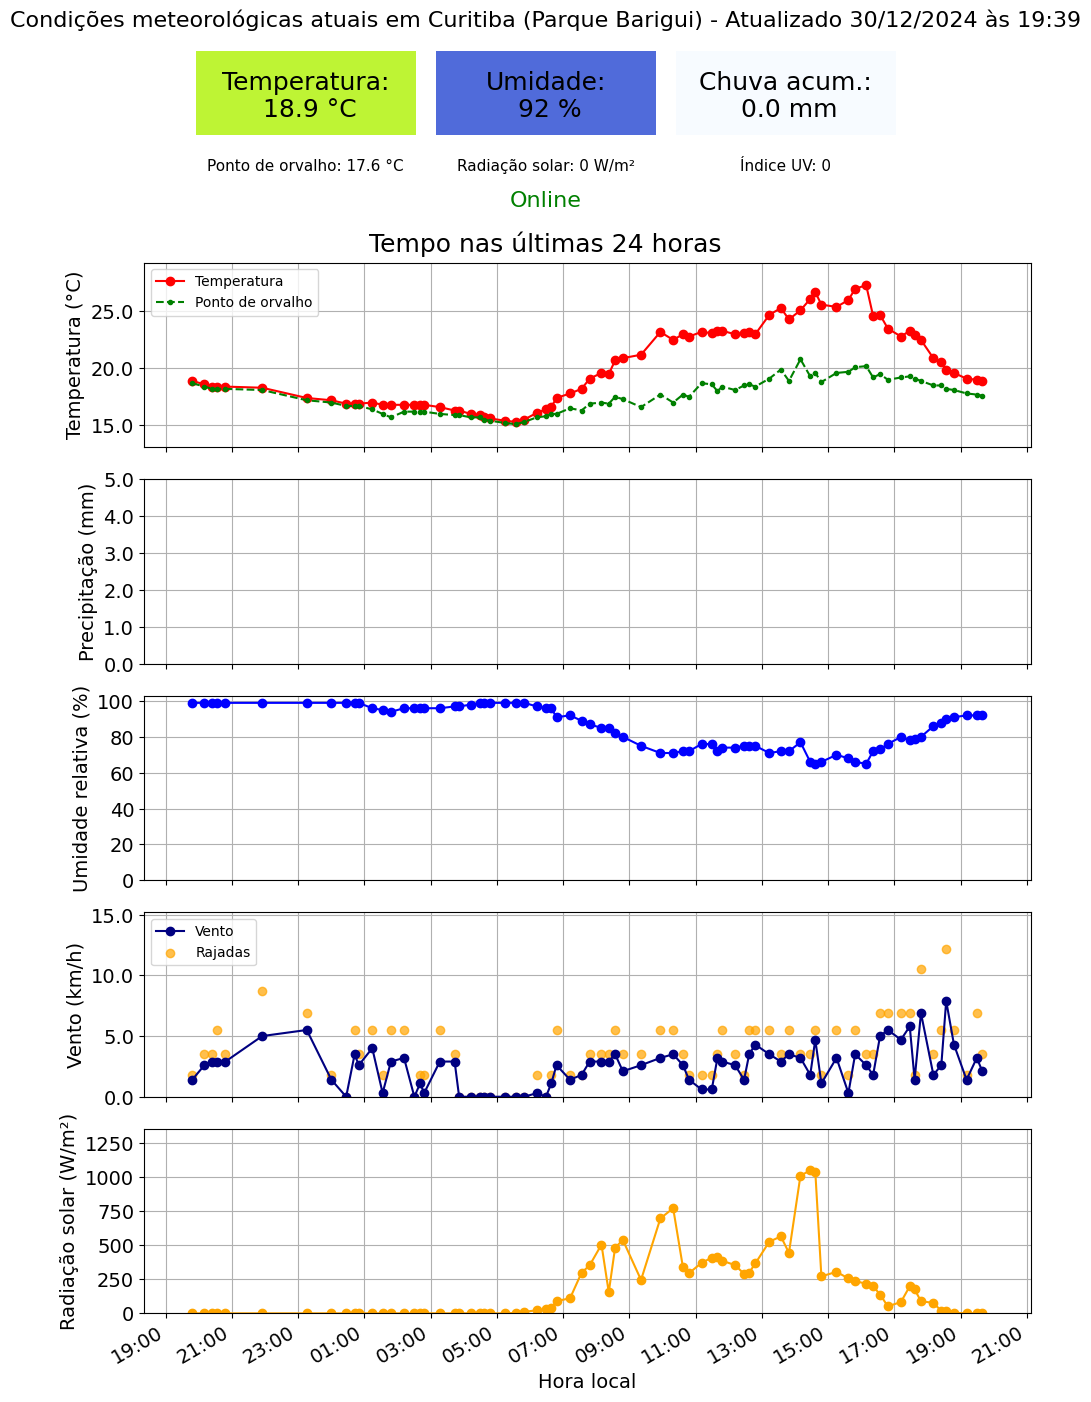 Condições meteorológicas atuais em Curitiba (Parque Barigui) - Atualizado 30/12/2024 às 19:39
Temperatura:
18.9 °C
Umidade:
92 %
Chuva acum.:
0.0 mm
Ponto de orvalho: 17.6 °C
Radiação solar: 0 W/m²
Índice UV: 0
Online
Tempo nas últimas 24 horas
Temperatura (°C)
25.0
20.0
15.0
Temperatura
Ponto de orvalho
Precipitação (mm)
5.0
4.0
3.0
2.0
1.0
0.0
Umidade relativa (%)
100
80
60
40
20
0
Vento (km/h)
15.0
10.0
5.0
0.0
Vento
Rajadas
Radiação solar (W/m²)
1250
1000
750
500
250
0
19:00
21:00
23:00
01:00
03:00
05:00
07:00
09:00
11:00
13:00
15:00
17:00
19:00
21:00
Hora local